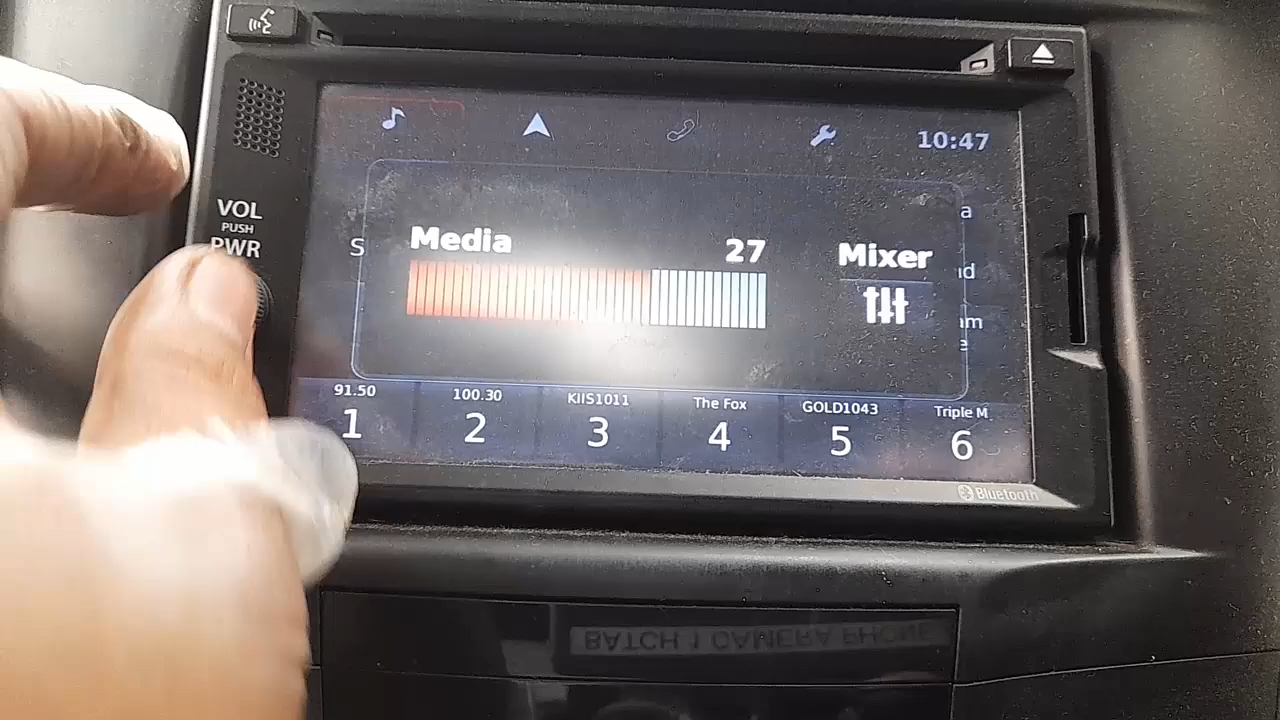 VOL
PUSH
PWR
10:47
Media 27 Mixer
91.50 100.30 KIIS1011 The Fox GOLD1043 Triple M
1 2 3 4 5 6
Bluetooth
BATCH 1 CAMERA PHONE